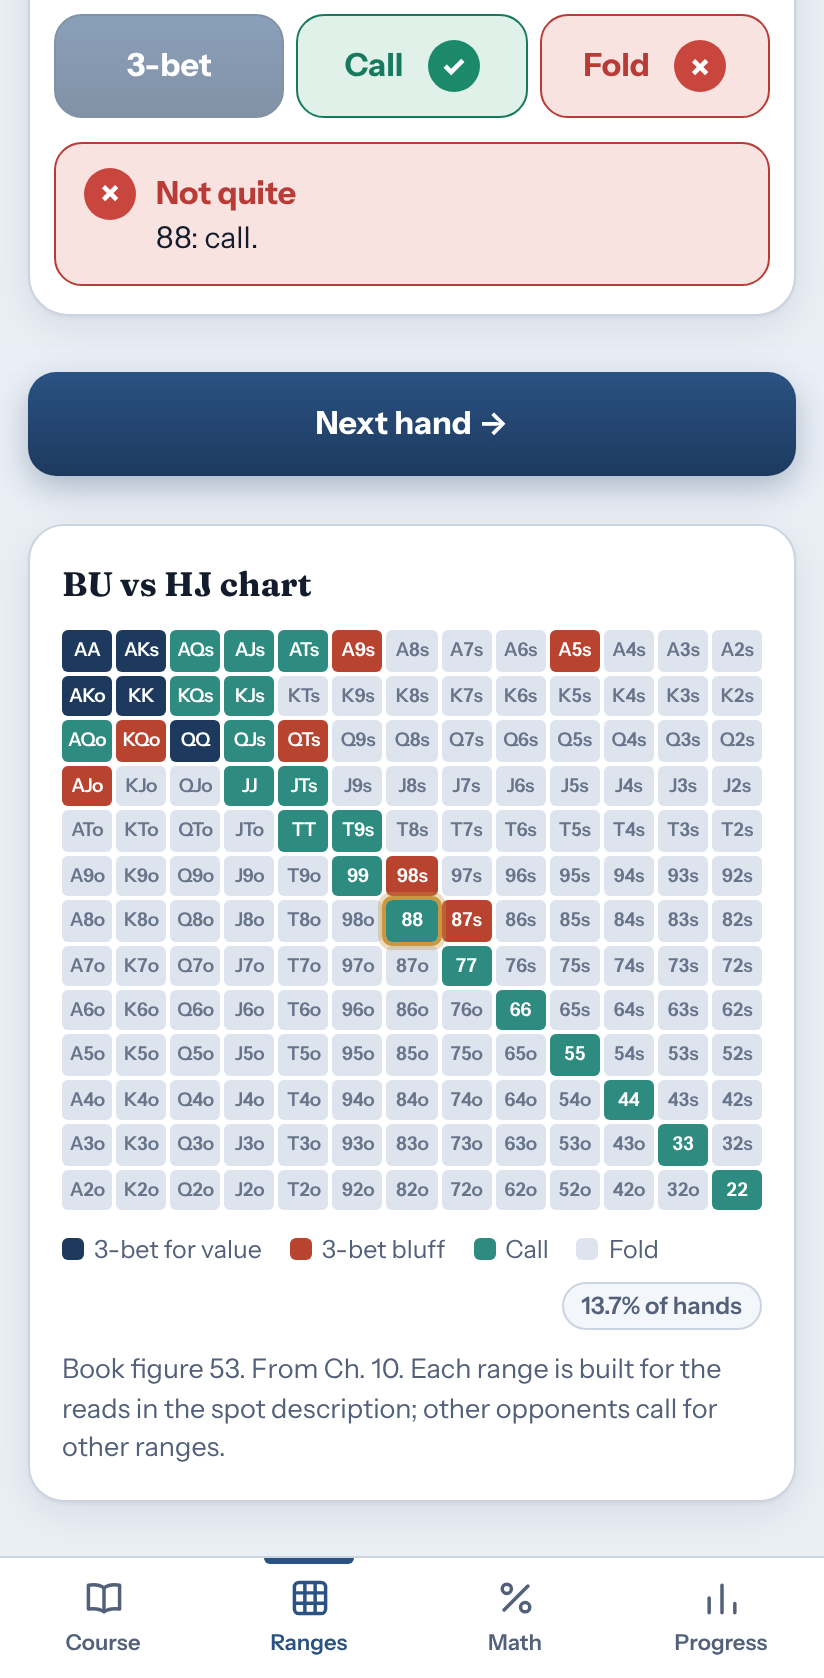 3-bet Call Fold
Not quite
88: call.
Next hand →
BU vs HJ chart
AA AKs AQs AJs ATs A9s A8s A7s A6s A5s A4s A3s A2s
AKo KK KQs KJs KTs K9s K8s K7s K6s K5s K4s K3s K2s
AQo KQo QQ QJs QTs Q9s Q8s Q7s Q6s Q5s Q4s Q3s Q2s
AJo KJo QJo JJ JTs J9s J8s J7s J6s J5s J4s J3s J2s
ATo KTo QTo JTo TT T9s T8s T7s T6s T5s T4s T3s T2s
A9o K9o Q9o J9o T9o 99 98s 97s 96s 95s 94s 93s 92s
A8o K8o Q8o J8o T8o 98o 88 87s 86s 85s 84s 83s 82s
A7o K7o Q7o J7o T7o 97o 87o 77 76s 75s 74s 73s 72s
A6o K6o Q6o J6o T6o 96o 86o 76o 66 65s 64s 63s 62s
A5o K5o Q5o J5o T5o 95o 85o 75o 65o 55 54s 53s 52s
A4o K4o Q4o J4o T4o 94o 84o 74o 64o 54o 44 43s 42s
A3o K3o Q3o J3o T3o 93o 83o 73o 63o 53o 43o 33 32s
A2o K2o Q2o J2o T2o 92o 82o 72o 62o 52o 42o 32o 22
3-bet for value 3-bet bluff Call Fold
13.7% of hands
Book figure 53. From Ch. 10. Each range is built for the
reads in the spot description; other opponents call for
other ranges.
Course Ranges Math Progress